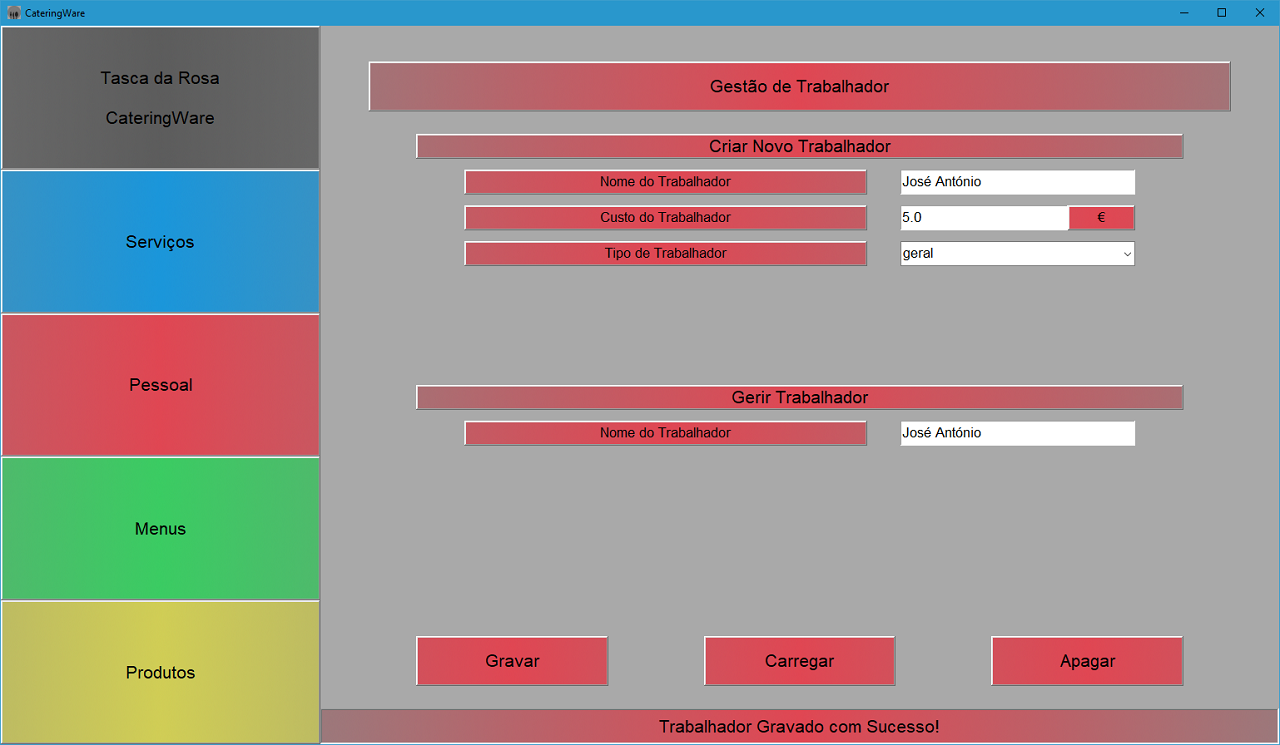 CateringWare
Tasca da Rosa
CateringWare
Serviços
Pessoal
Menus
Produtos
Gestão de Trabalhador
Criar Novo Trabalhador
Nome do Trabalhador José António
Custo do Trabalhador 5.0 €
Tipo de Trabalhador geral
Gerir Trabalhador
Nome do Trabalhador José António
Gravar Carregar Apagar
Trabalhador Gravado com Sucesso!